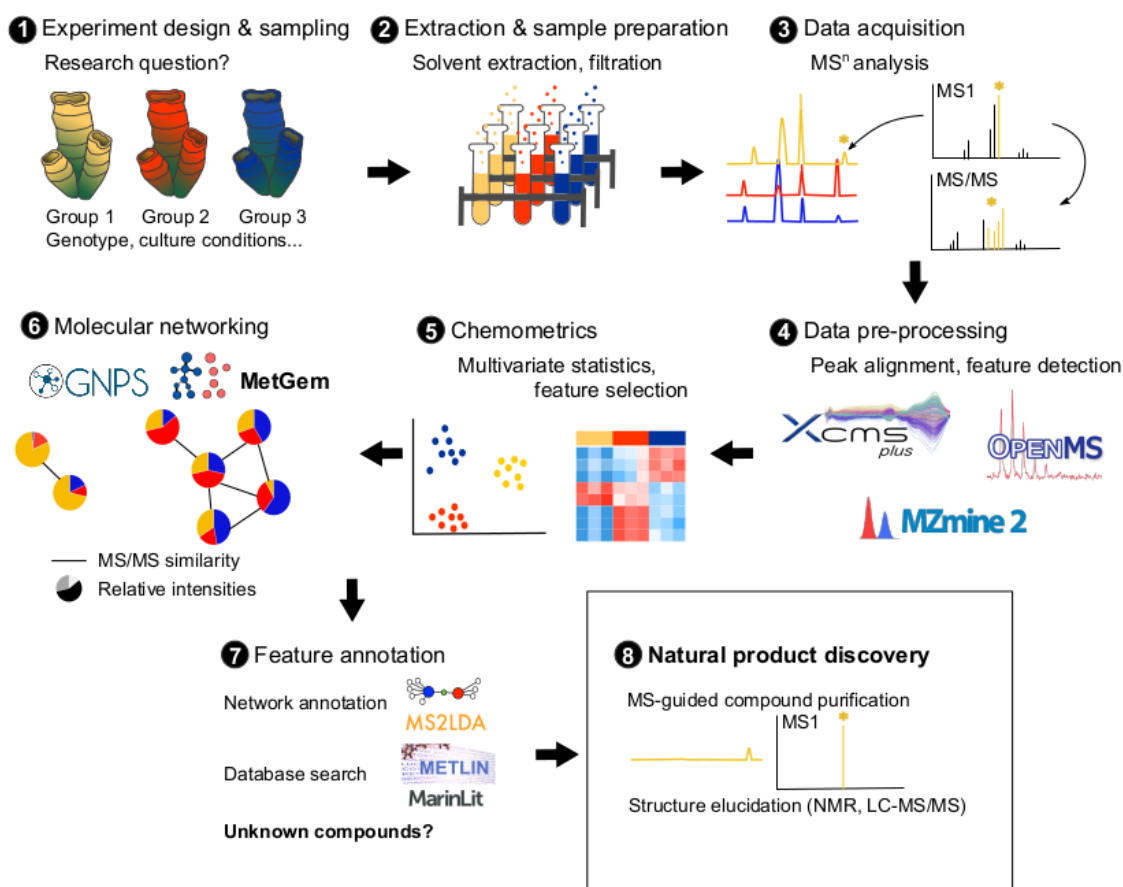 1 Experiment design & sampling
Research question?
Group 1 Group 2 Group 3
Genotype, culture conditions...
2 Extraction & sample preparation
Solvent extraction, filtration
3 Data acquisition
MSⁿ analysis
MS1
MS/MS
4 Data pre-processing
Peak alignment, feature detection
Xcms
plus
OPENMS
MZmine 2
5 Chemometrics
Multivariate statistics,
feature selection
6 Molecular networking
GNPS
MetGem
MS/MS similarity
Relative intensities
7 Feature annotation
Network annotation
MS2LDA
Database search
METLIN
MarinLit
Unknown compounds?
8 Natural product discovery
MS-guided compound purification
MS1
Structure elucidation (NMR, LC-MS/MS)